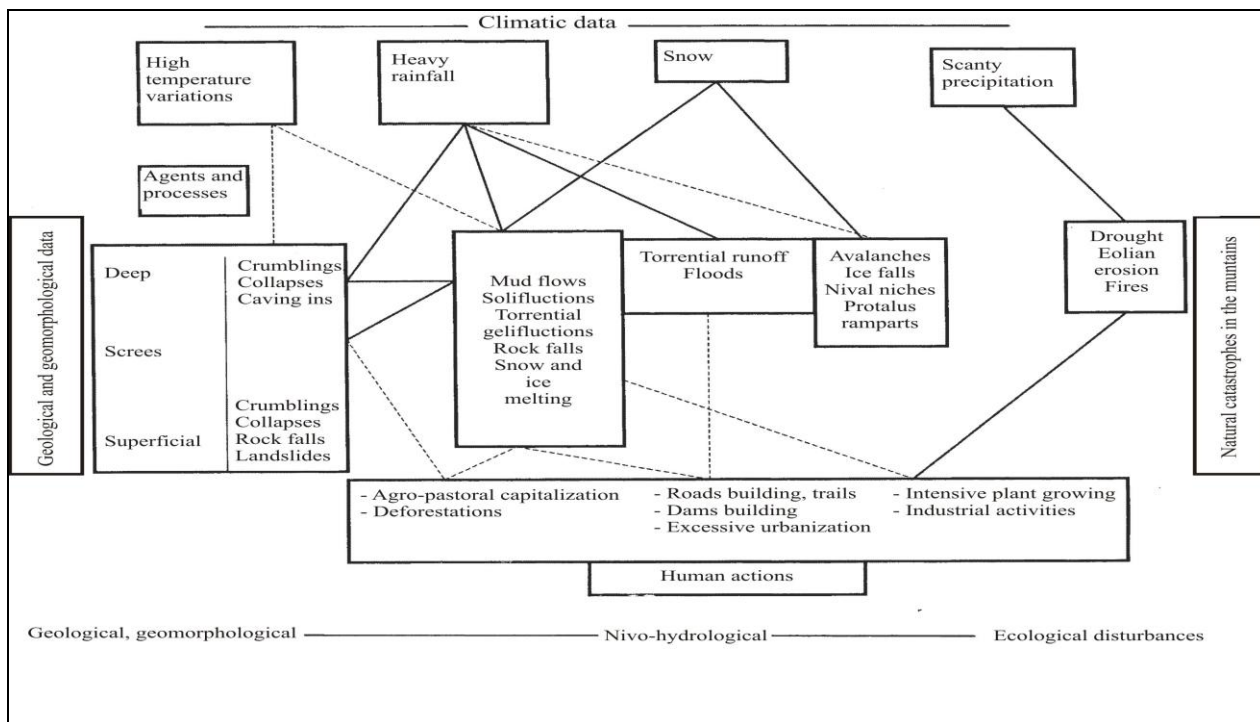 Climatic data
High
temperature
variations
Heavy
rainfall
Snow
Scanty
precipitation
Agents and
processes
Geological and geomorphological data
Deep
Crumblings
Collapses
Caving ins
Screes
Superficial
Crumblings
Collapses
Rock falls
Landslides
Mud flows
Solifluctions
Torrential
gelifluctions
Rock falls
Snow and
ice
melting
Torrential runoff
Floods
Avalanches
Ice falls
Nival niches
Protalus
ramparts
Drought
Eolian
erosion
Fires
Natural catastrophes in the muntains
- Agro-pastoral capitalization
- Deforestations
- Roads building, trails
- Dams building
- Excessive urbanization
- Intensive plant growing
- Industrial activities
Human actions
Geological, geomorphological
Nivo-hydrological
Ecological disturbances